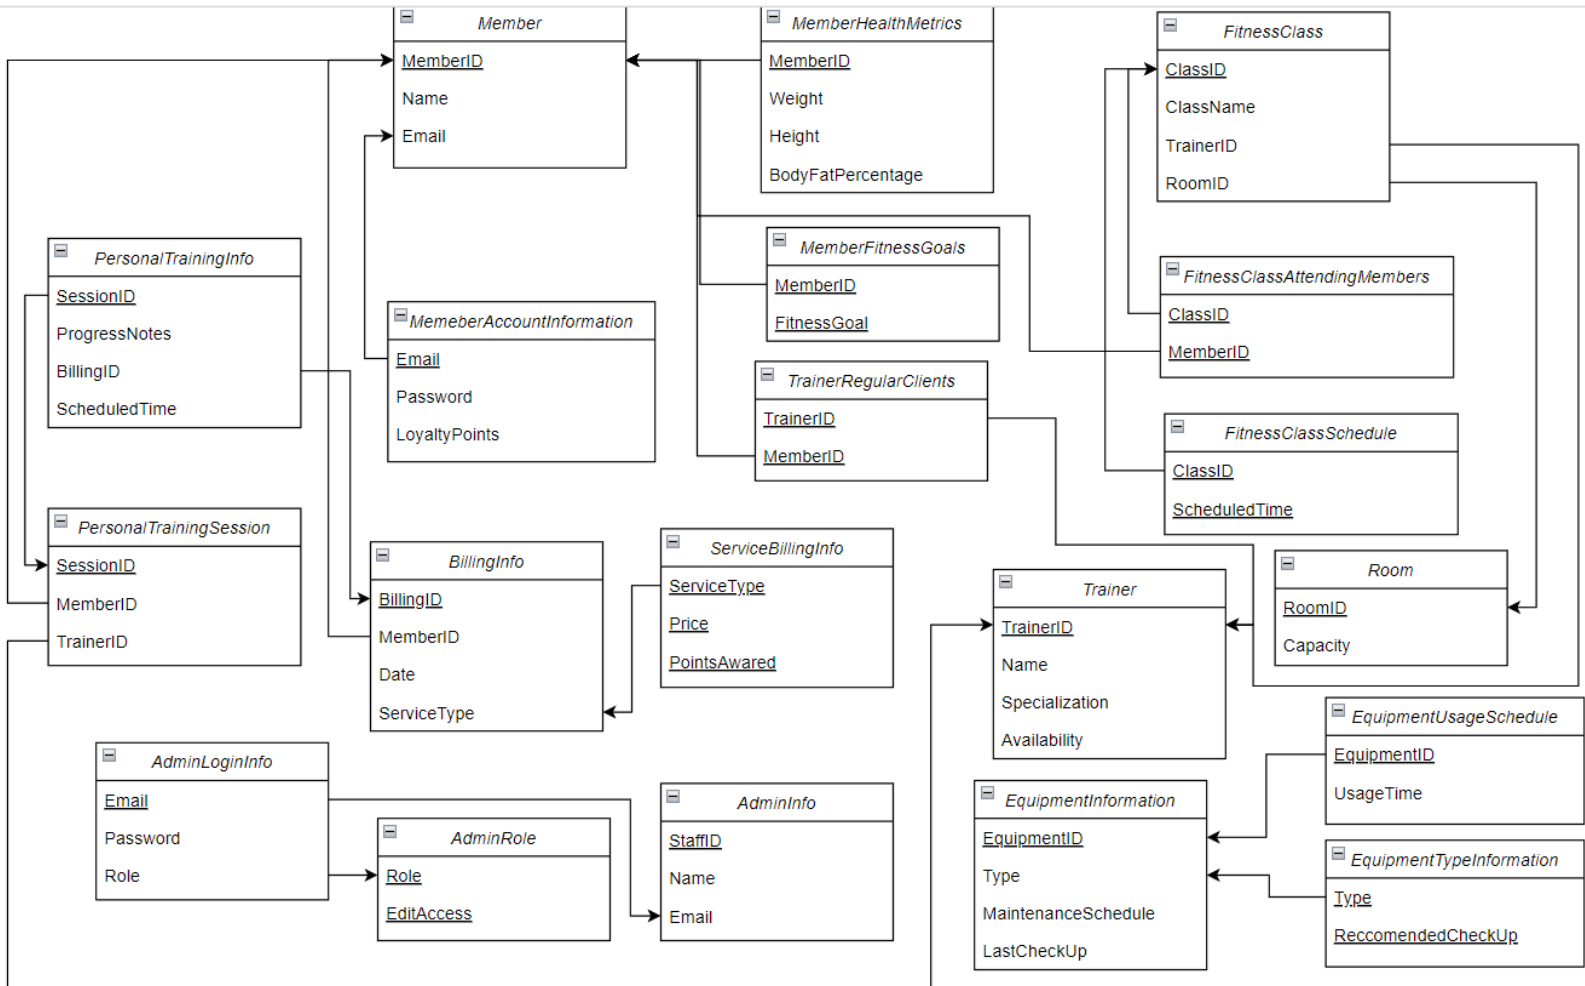 Member
MemberID
Name
Email
MemberHealthMetrics
MemberID
Weight
Height
BodyFatPercentage
FitnessClass
ClassID
ClassName
TrainerID
RoomID
PersonalTrainingInfo
SessionID
ProgressNotes
BillingID
ScheduledTime
MemeberAccountInformation
Email
Password
LoyaltyPoints
MemberFitnessGoals
MemberID
FitnessGoal
FitnessClassAttendingMembers
ClassID
MemberID
TrainerRegularClients
TrainerID
MemberID
FitnessClassSchedule
ClassID
ScheduledTime
PersonalTrainingSession
SessionID
MemberID
TrainerID
BillingInfo
BillingID
MemberID
Date
ServiceType
ServiceBillingInfo
ServiceType
Price
PointsAwared
Trainer
TrainerID
Name
Specialization
Availability
Room
RoomID
Capacity
AdminLoginInfo
Email
Password
Role
AdminRole
Role
EditAccess
AdminInfo
StaffID
Name
Email
EquipmentInformation
EquipmentID
Type
MaintenanceSchedule
LastCheckUp
EquipmentUsageSchedule
EquipmentID
UsageTime
EquipmentTypeInformation
Type
ReccomendedCheckUp